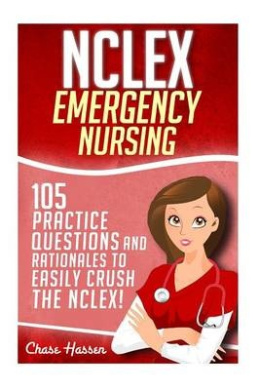 NCLEX
EMERGENCY
NURSING
105
PRACTICE
QUESTIONS AND
RATIONALES TO
EASILY CRUSH
THE NCLEX!
Chase Hassen